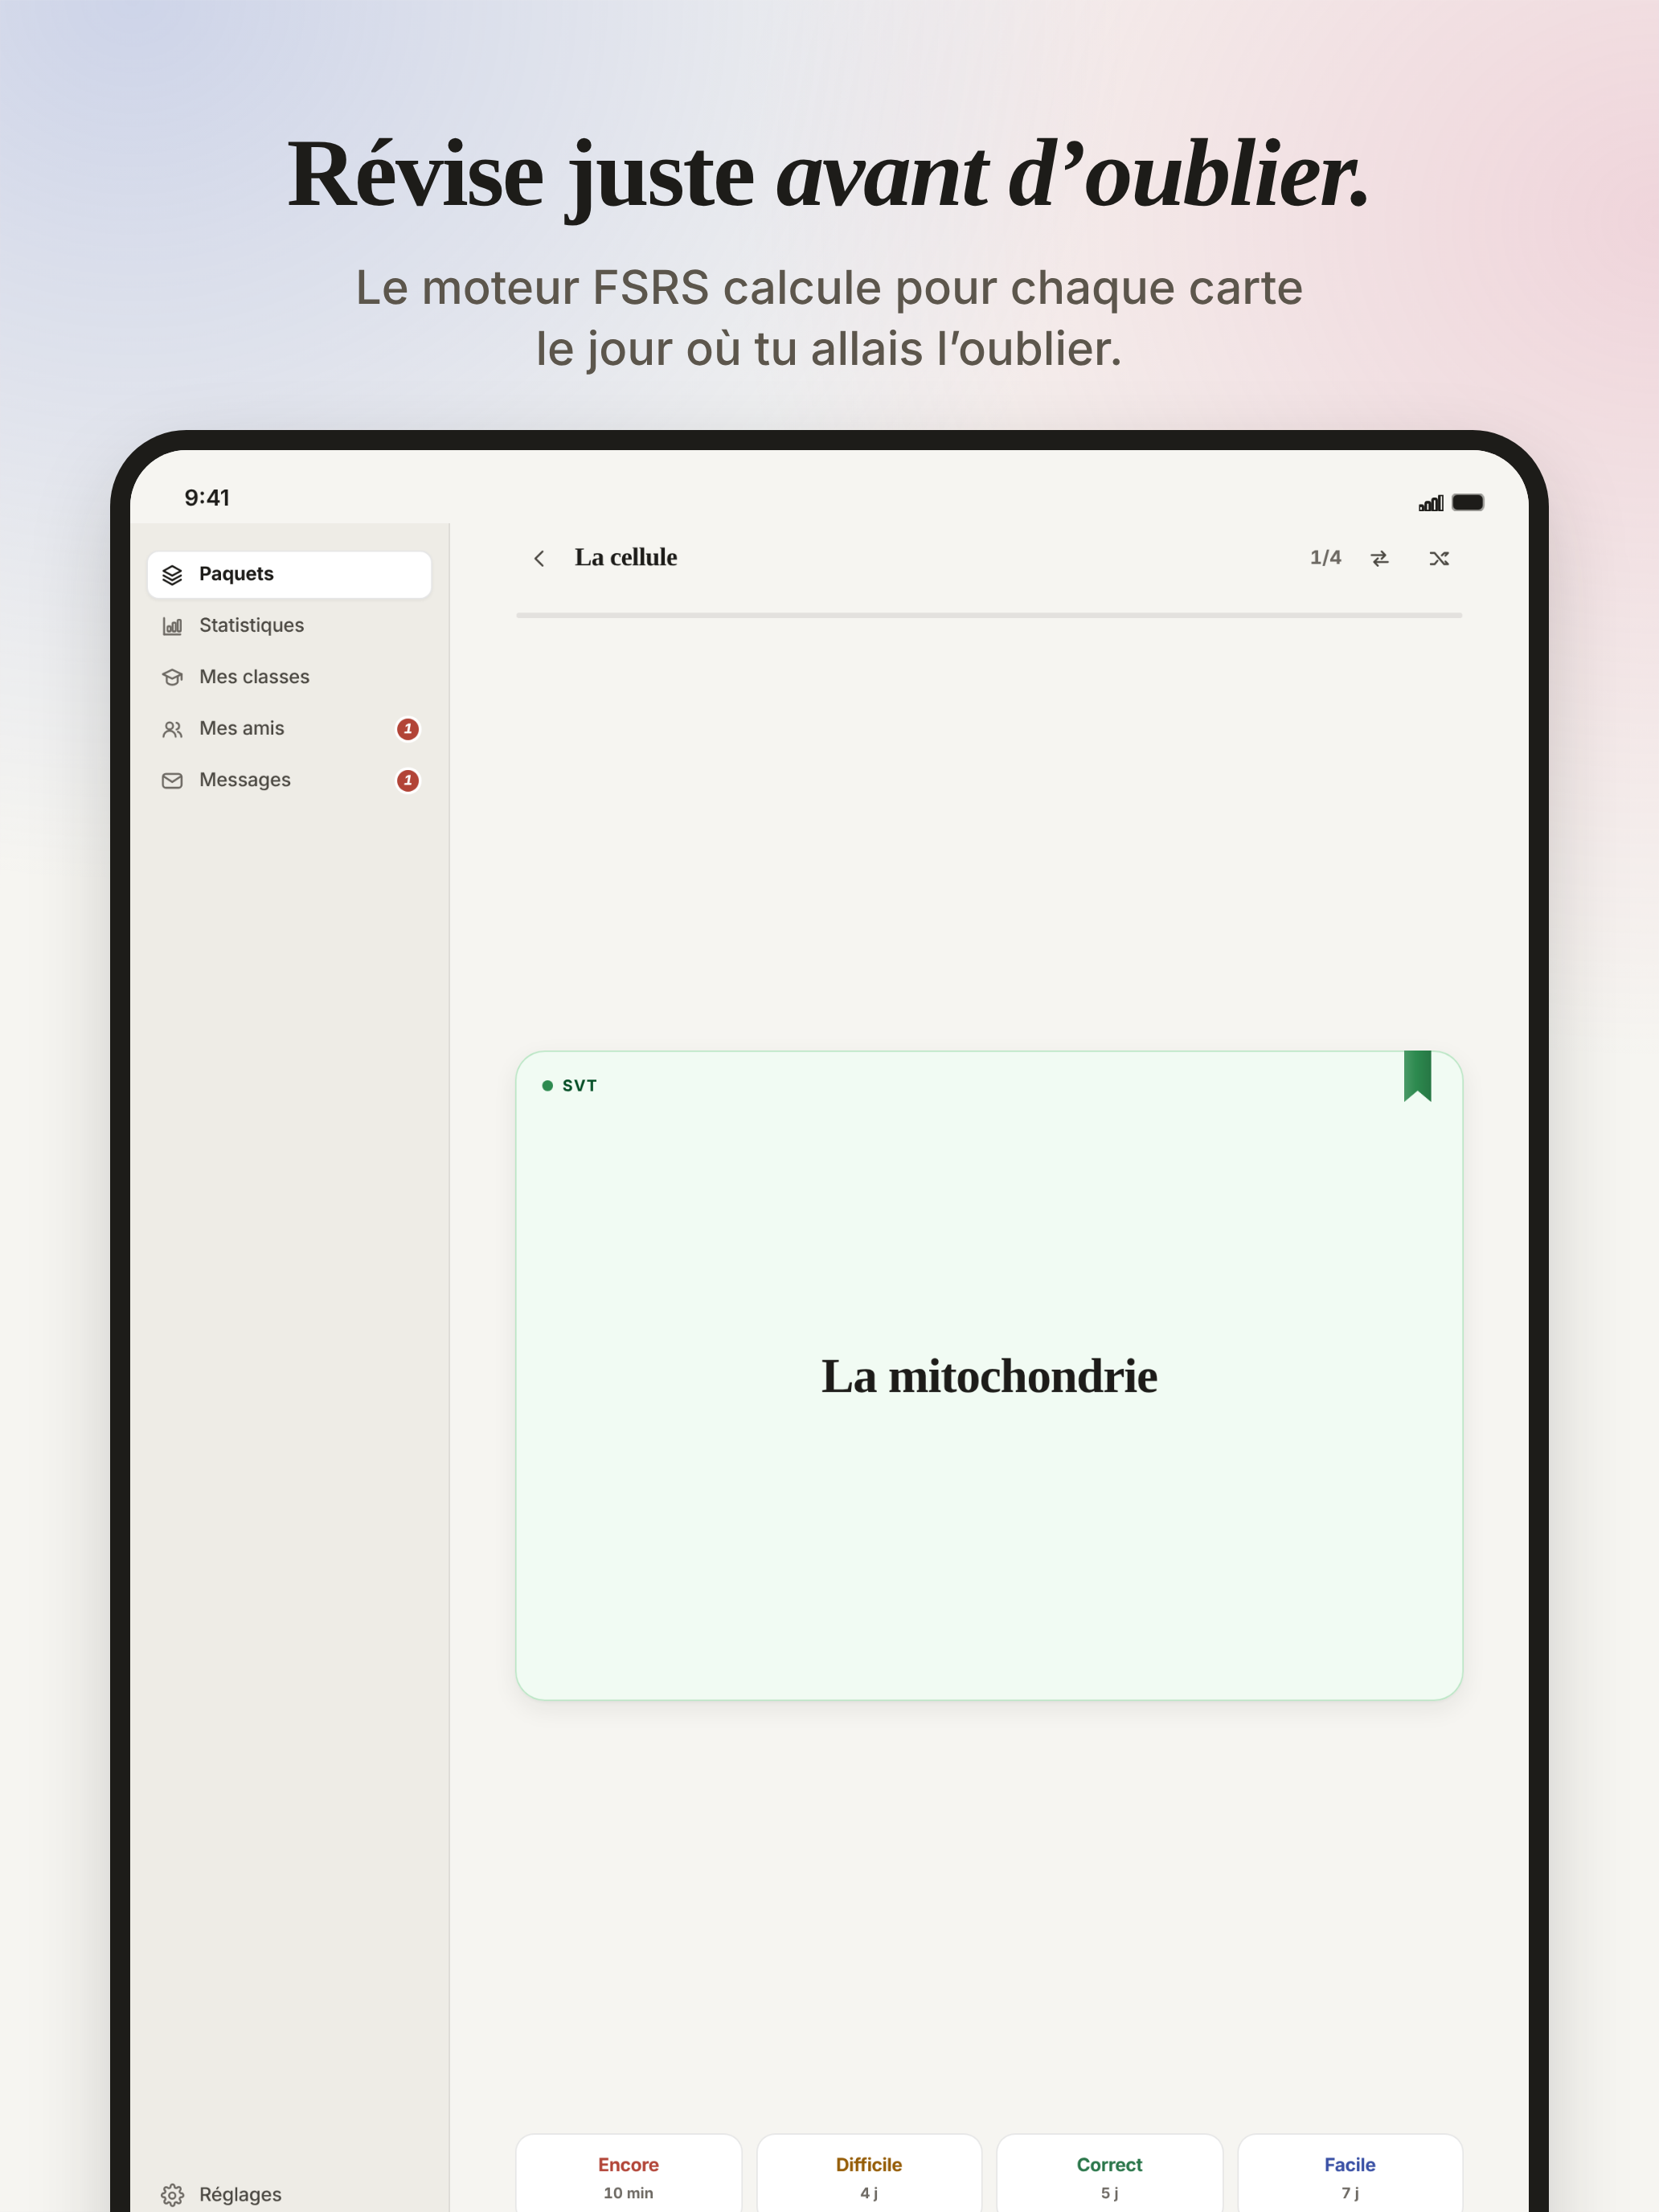 Révise juste avant d’oublier.
Le moteur FSRS calcule pour chaque carte
le jour où tu allais l’oublier.
9:41
Paquets
Statistiques
Mes classes
Mes amis 1
Messages 1
Réglages
La cellule 1/4
SVT
La mitochondrie
Encore
10 min
Difficile
4 j
Correct
5 j
Facile
7 j